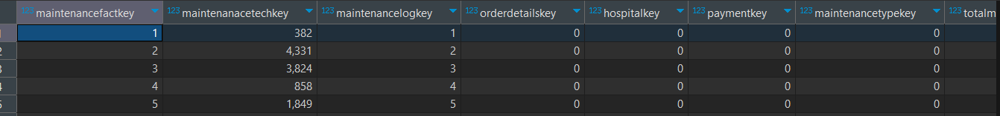 123 maintenancefactkey 123 maintenanacetechkey 123 maintenancelogkey 123 orderdetailskey 123 hospitalkey 123 paymentkey 123 maintenancetypekey 123 totalm
1 1 382 1 0 0 0 0
2 2 4,331 2 0 0 0 0
3 3 3,824 3 0 0 0 0
4 4 858 4 0 0 0 0
5 5 1,849 5 0 0 0 0